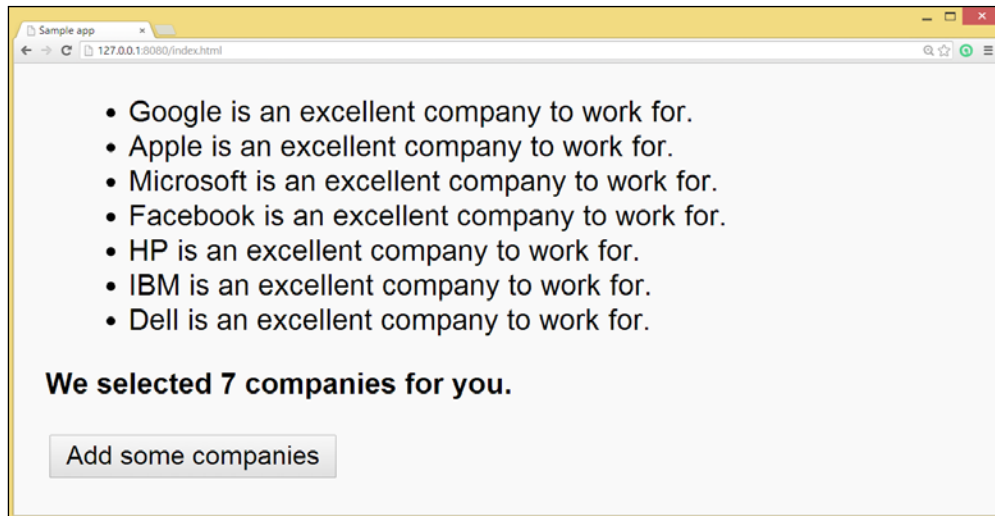 Sample app
127.0.0.1:8080/index.html
Google is an excellent company to work for.
Apple is an excellent company to work for.
Microsoft is an excellent company to work for.
Facebook is an excellent company to work for.
HP is an excellent company to work for.
IBM is an excellent company to work for.
Dell is an excellent company to work for.
We selected 7 companies for you.
Add some companies